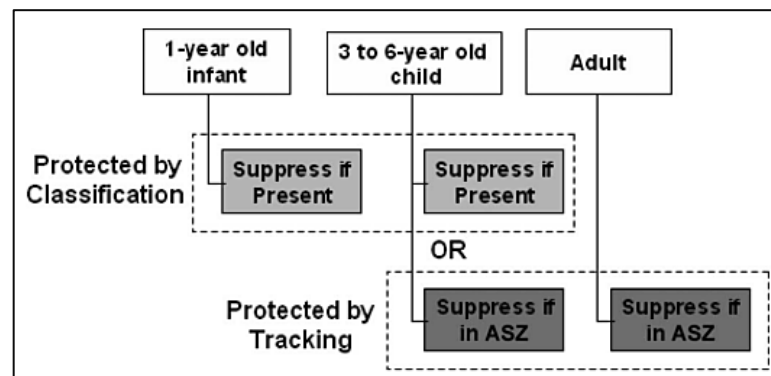 1-year old
infant
3 to 6-year old
child
Adult
Protected by
Classification
Suppress if
Present
Suppress if
Present
OR
Protected by
Tracking
Suppress if
in ASZ
Suppress if
in ASZ